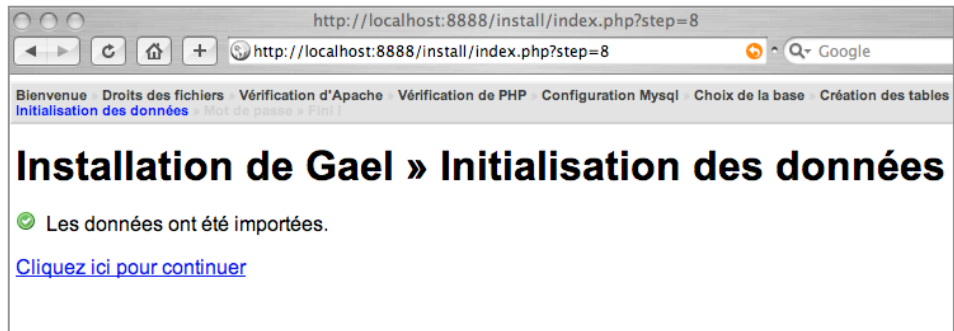 http://localhost:8888/install/index.php?step=8
http://localhost:8888/install/index.php?step=8 Google
Bienvenue » Droits des fichiers » Vérification d'Apache » Vérification de PHP » Configuration Mysql » Choix de la base » Création des tables
Initialisation des données » Mot de passe » Fini !
Installation de Gael » Initialisation des données
Les données ont été importées.
Cliquez ici pour continuer